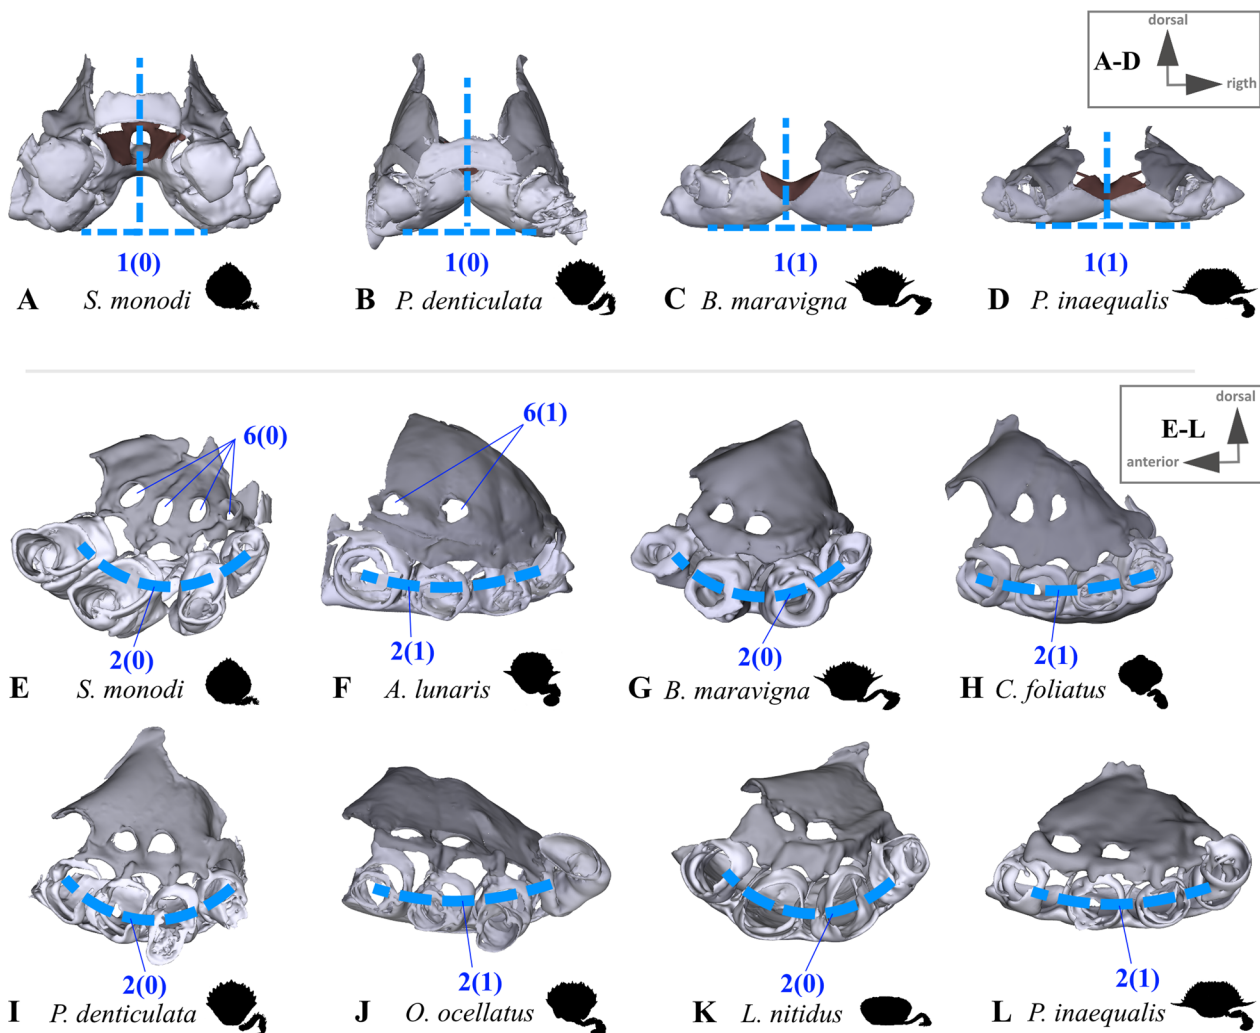 dorsal
A-D
rigth
1(0)
1(0)
1(1)
1(1)
A S. monodi
B P. denticulata
C B. maravigna
D P. inaequalis
dorsal
E-L
anterior
6(0)
6(1)
2(0)
2(1)
2(0)
2(1)
E S. monodi
F A. lunaris
G B. maravigna
H C. foliatus
2(0)
2(1)
2(0)
2(1)
I P. denticulata
J O. ocellatus
K L. nitidus
L P. inaequalis